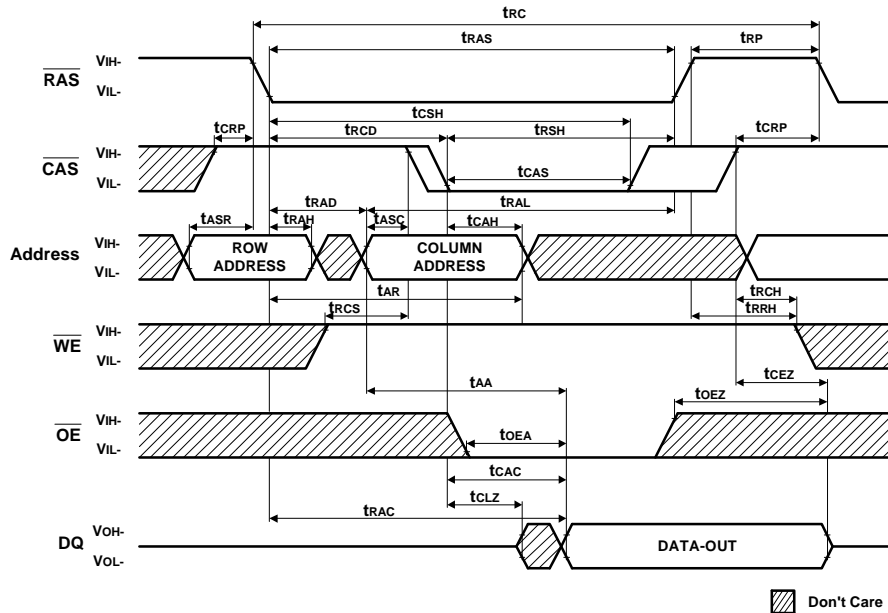 tRC
tRAS tRP
RAS VIH-
VIL-
tCSH
tCRP tRCD tRSH tCRP
CAS VIH-
VIL-
tCAS
tRAD tRAL
tASR tRAH tASC tCAH
Address VIH-
VIL-
ROW ADDRESS
COLUMN ADDRESS
tAR tRCH
tRCS tRRH
WE VIH-
VIL-
tCEZ
tAA tOEZ
OE VIH-
VIL-
tOEA
tCAC
tCLZ
tRAC
DQ VOH-
VOL-
DATA-OUT
Don't Care